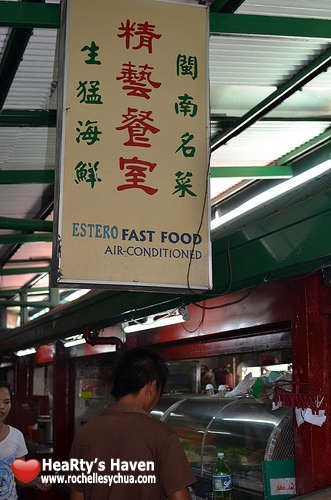 精藝餐室
閩南名菜
生猛海鮮
ESTERO FAST FOOD
AIR-CONDITIONED
HeaRty's Haven
www.rochellesychua.com